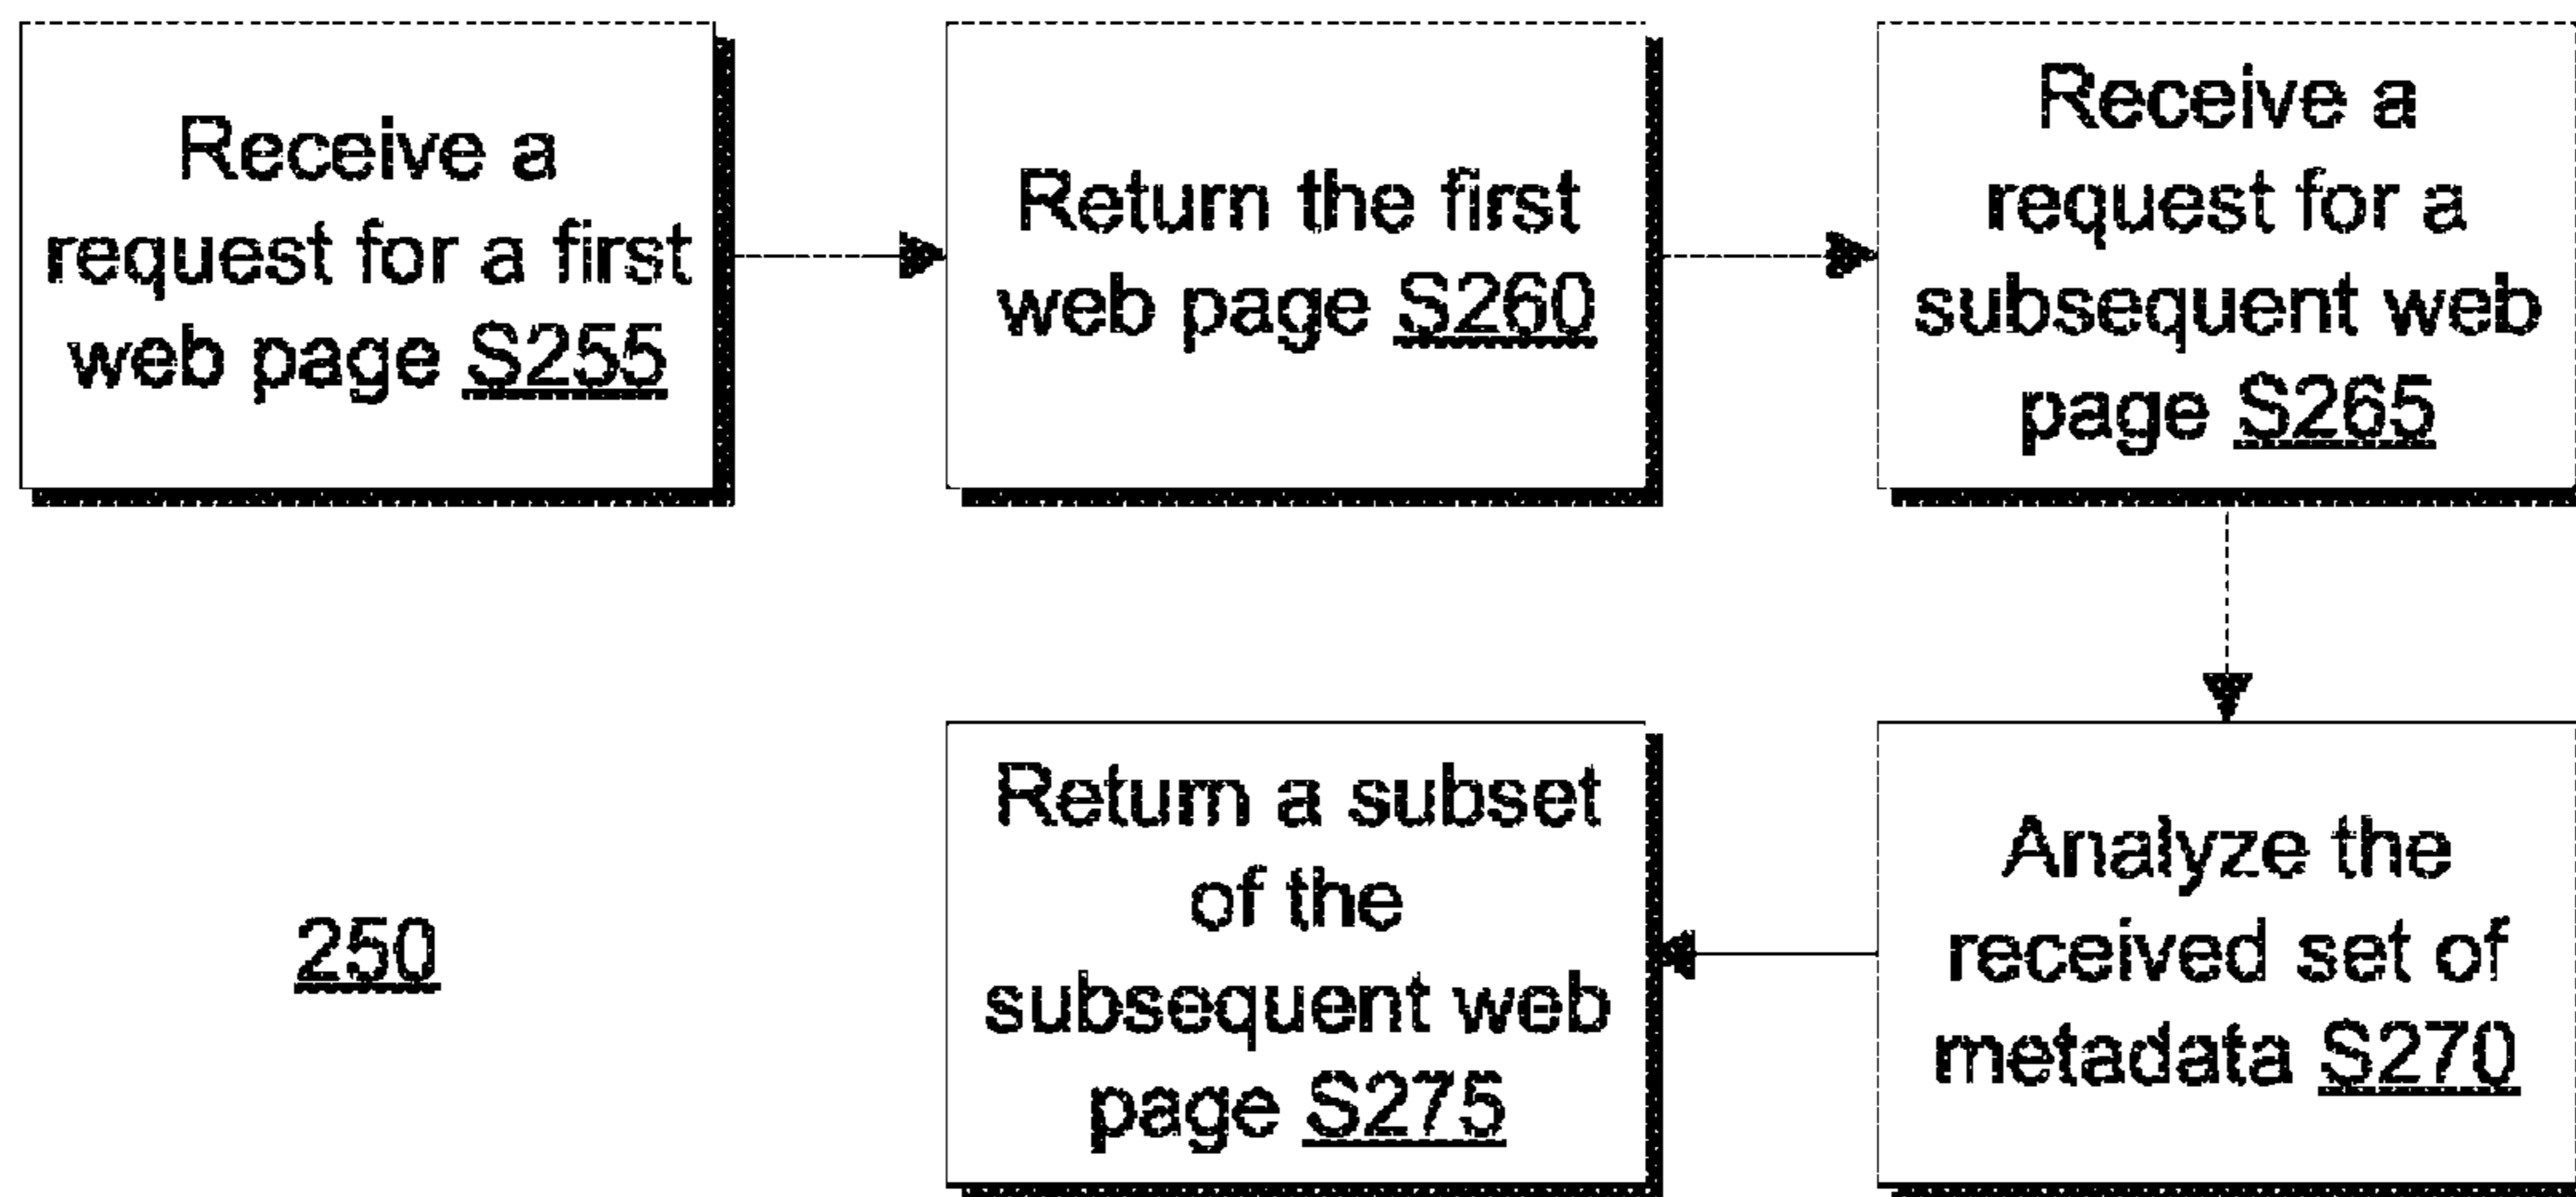 Receive a
request for a first
web page S255
Return the first
web page S260
Receive a
request for a
subsequent web
page S265
Analyze the
received set of
metadata S270
Return a subset
of the
subsequent web
page S275
250